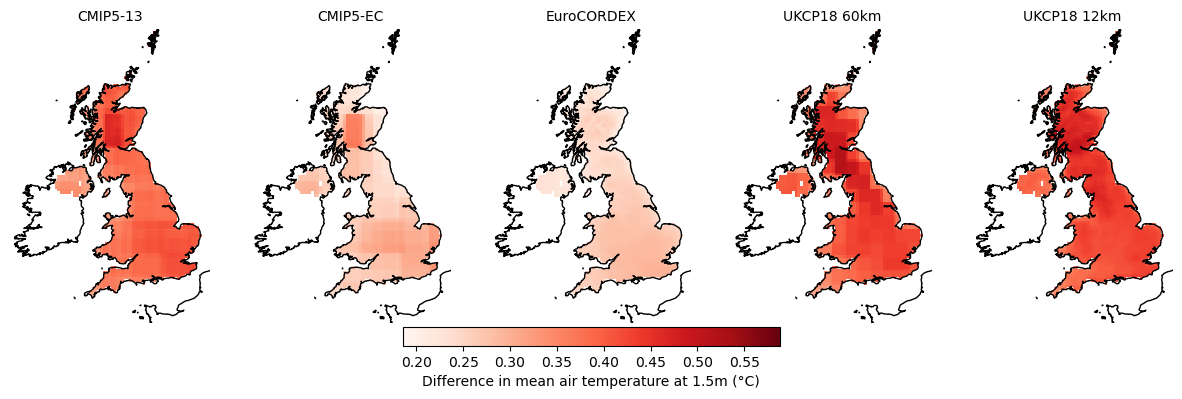 CMIP5-13 CMIP5-EC EuroCORDEX UKCP18 60km UKCP18 12km
0.20 0.25 0.30 0.35 0.40 0.45 0.50 0.55
Difference in mean air temperature at 1.5m (°C)